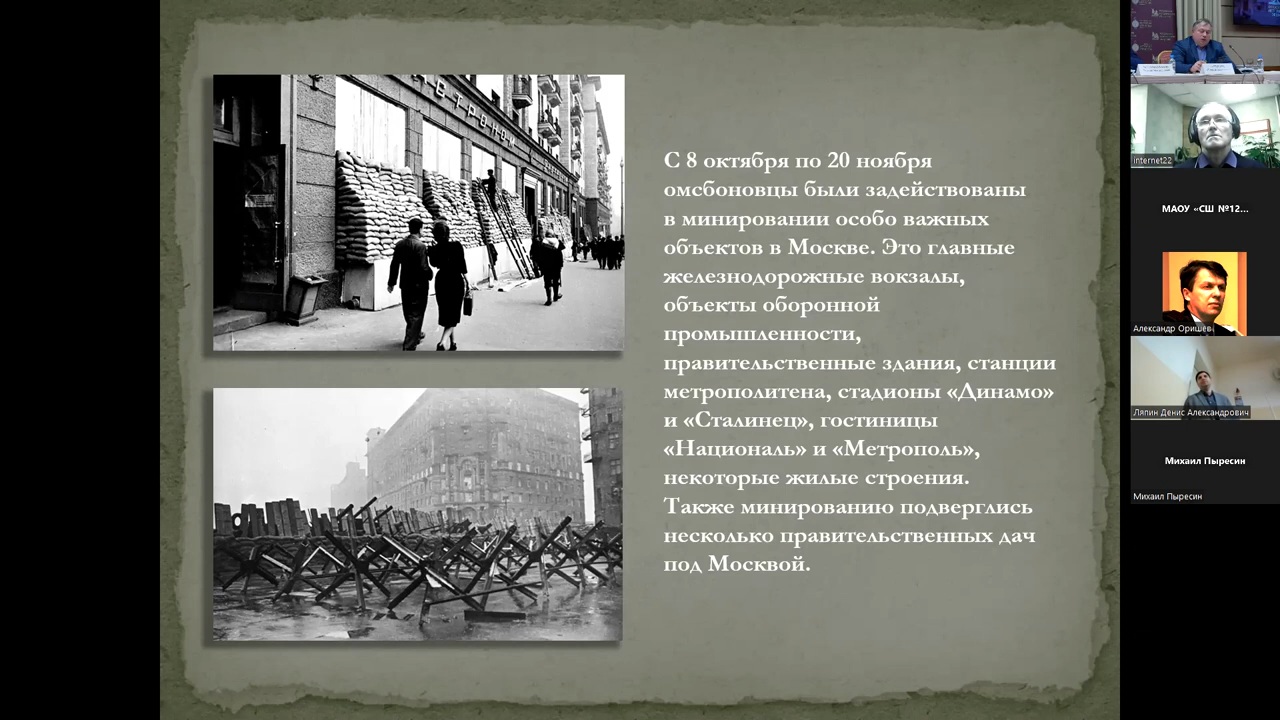 СТРОНОМ
С 8 октября по 20 ноября
омсбоновцы были задействованы
в минировании особо важных
объектов в Москве. Это главные
железнодорожные вокзалы,
объекты оборонной
промышленности,
правительственные здания, станции
метрополитена, стадионы «Динамо»
и «Сталинец», гостиницы
«Националь» и «Метрополь»,
некоторые жилые строения.
Также минированию подверглись
несколько правительственных дач
под Москвой.
internet22
МАОУ «СШ №12...
Александр Оришев
Ляпин Денис Александрович
Михаил Пыресин
Михаил Пыресин